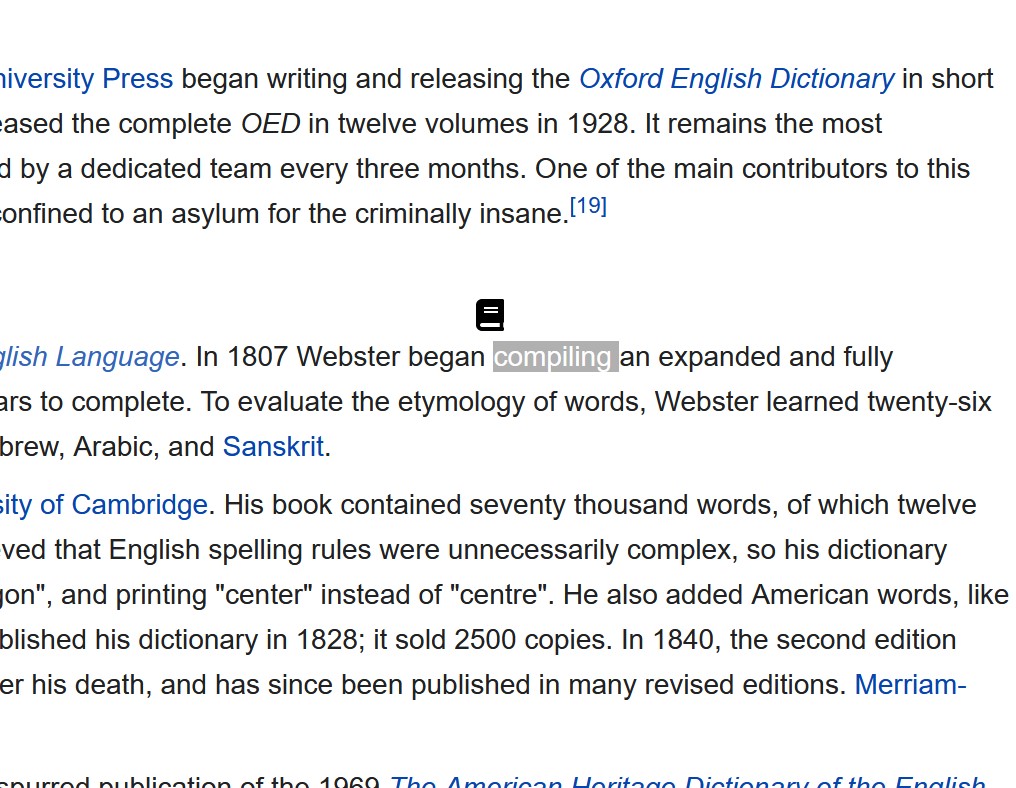 niversity Press began writing and releasing the Oxford English Dictionary in short
eased the complete OED in twelve volumes in 1928. It remains the most
d by a dedicated team every three months. One of the main contributors to this
confined to an asylum for the criminally insane.[19]
glish Language. In 1807 Webster began compiling an expanded and fully
ars to complete. To evaluate the etymology of words, Webster learned twenty-six
brew, Arabic, and Sanskrit.
sity of Cambridge. His book contained seventy thousand words, of which twelve
eved that English spelling rules were unnecessarily complex, so his dictionary
gon", and printing "center" instead of "centre". He also added American words, like
blished his dictionary in 1828; it sold 2500 copies. In 1840, the second edition
er his death, and has since been published in many revised editions. Merriam-
spurred publication of the 1969 The American Heritage Dictionary of the English